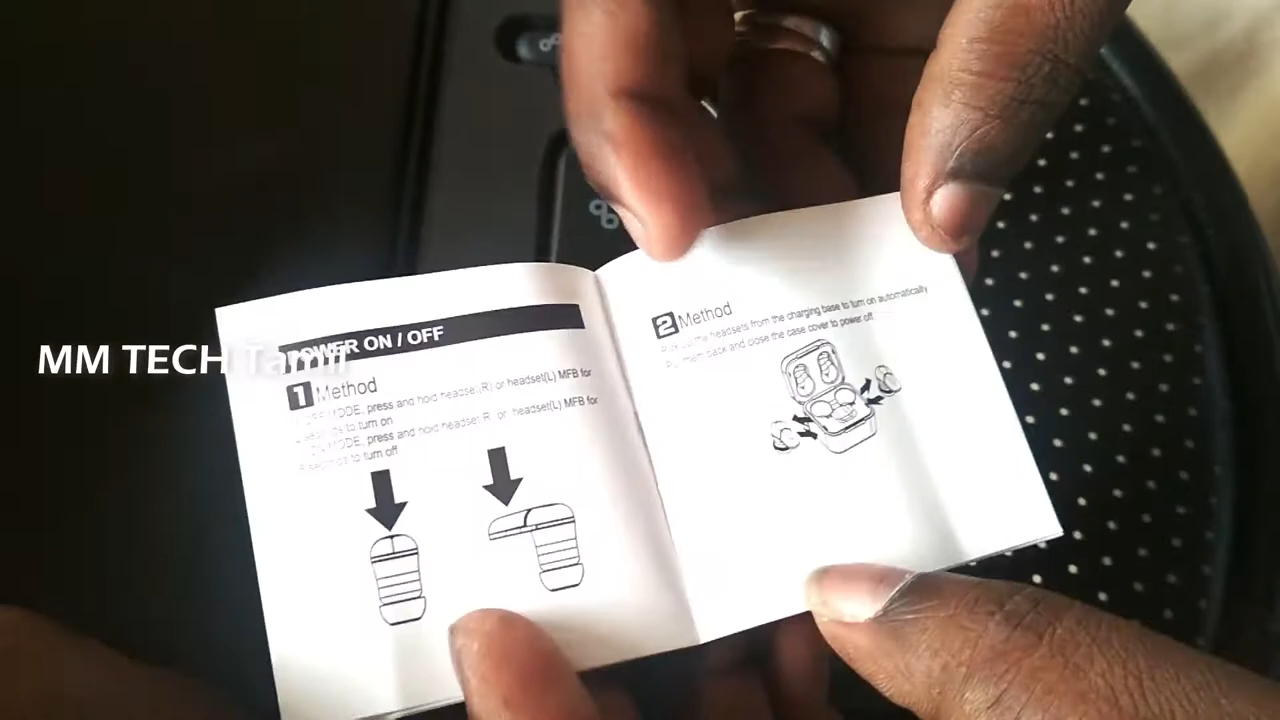 MM TECH Tamil
POWER ON / OFF
1 Method
MODE, press and hold headset(R) or headset(L) MFB for
to turn on
MODE, press and hold headset R or headset(L) MFB for
to turn off
2 Method
headsets from the charging base to turn on automatically
them back and close the case cover to power off